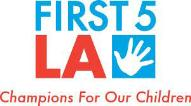 FIRST 5
LA
Champions For Our Children